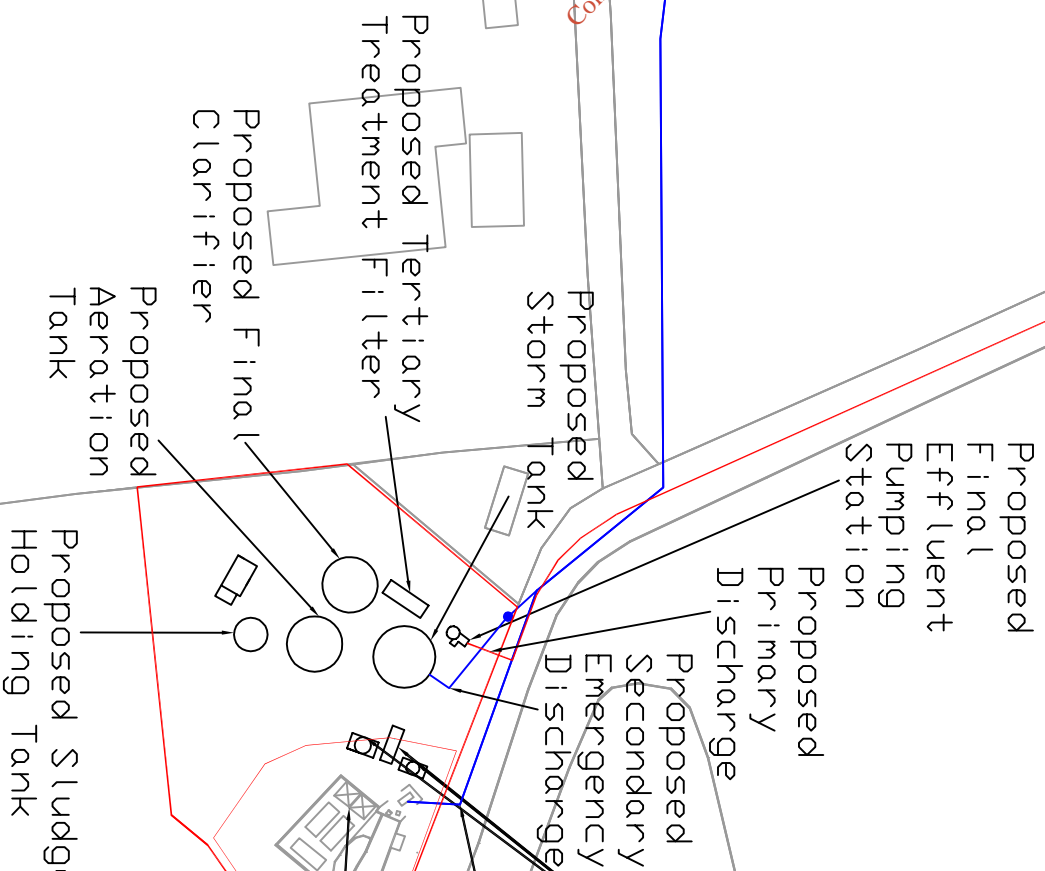 Proposed Tertiary
Treatment Filter
Proposed Final
Clarifier
Proposed
Aeration
Tank
Proposed
Storm Tank
Proposed
Final
Effluent
Pumping
Station
Proposed
Primary
Discharge
Proposed
Secondary
Emergency
Discharge
Proposed Sludge
Holding Tank